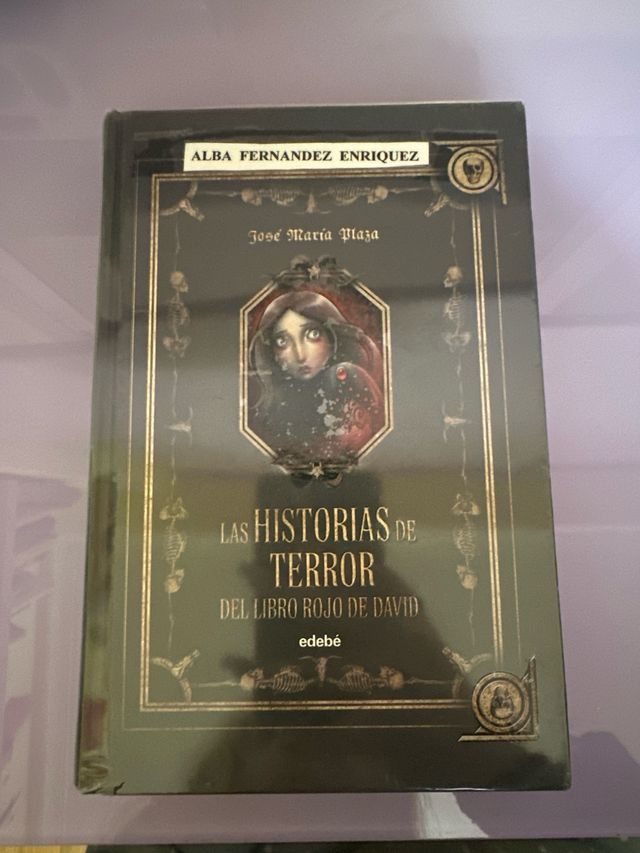 ALBA FERNANDEZ ENRIQUEZ
José María Plaza
LAS HISTORIAS DE
TERROR
DEL LIBRO ROJO DE DAVID
edebé